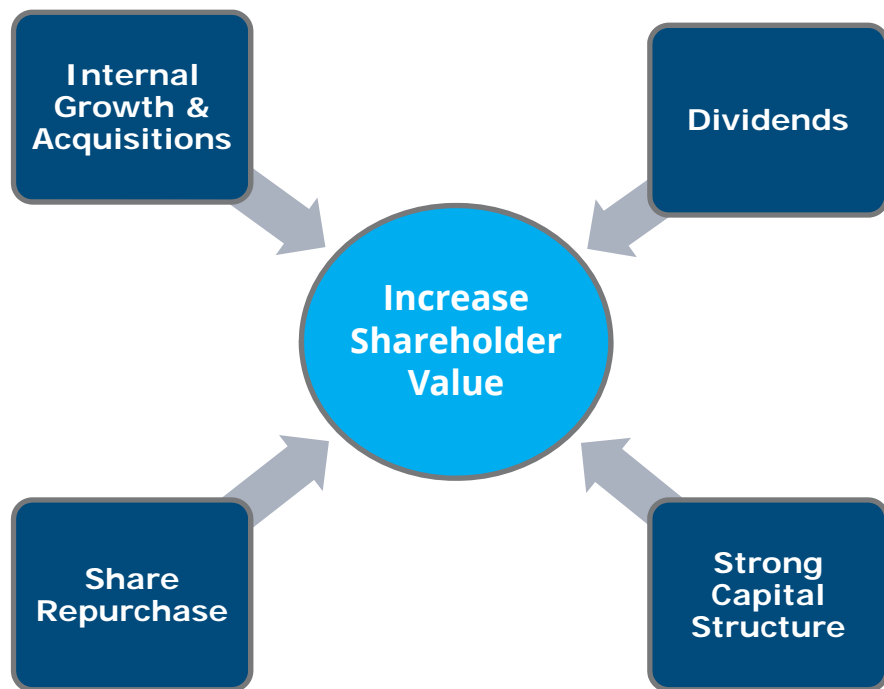 Internal
Growth &
Acquisitions
Dividends
Increase
Shareholder
Value
Share
Repurchase
Strong
Capital
Structure